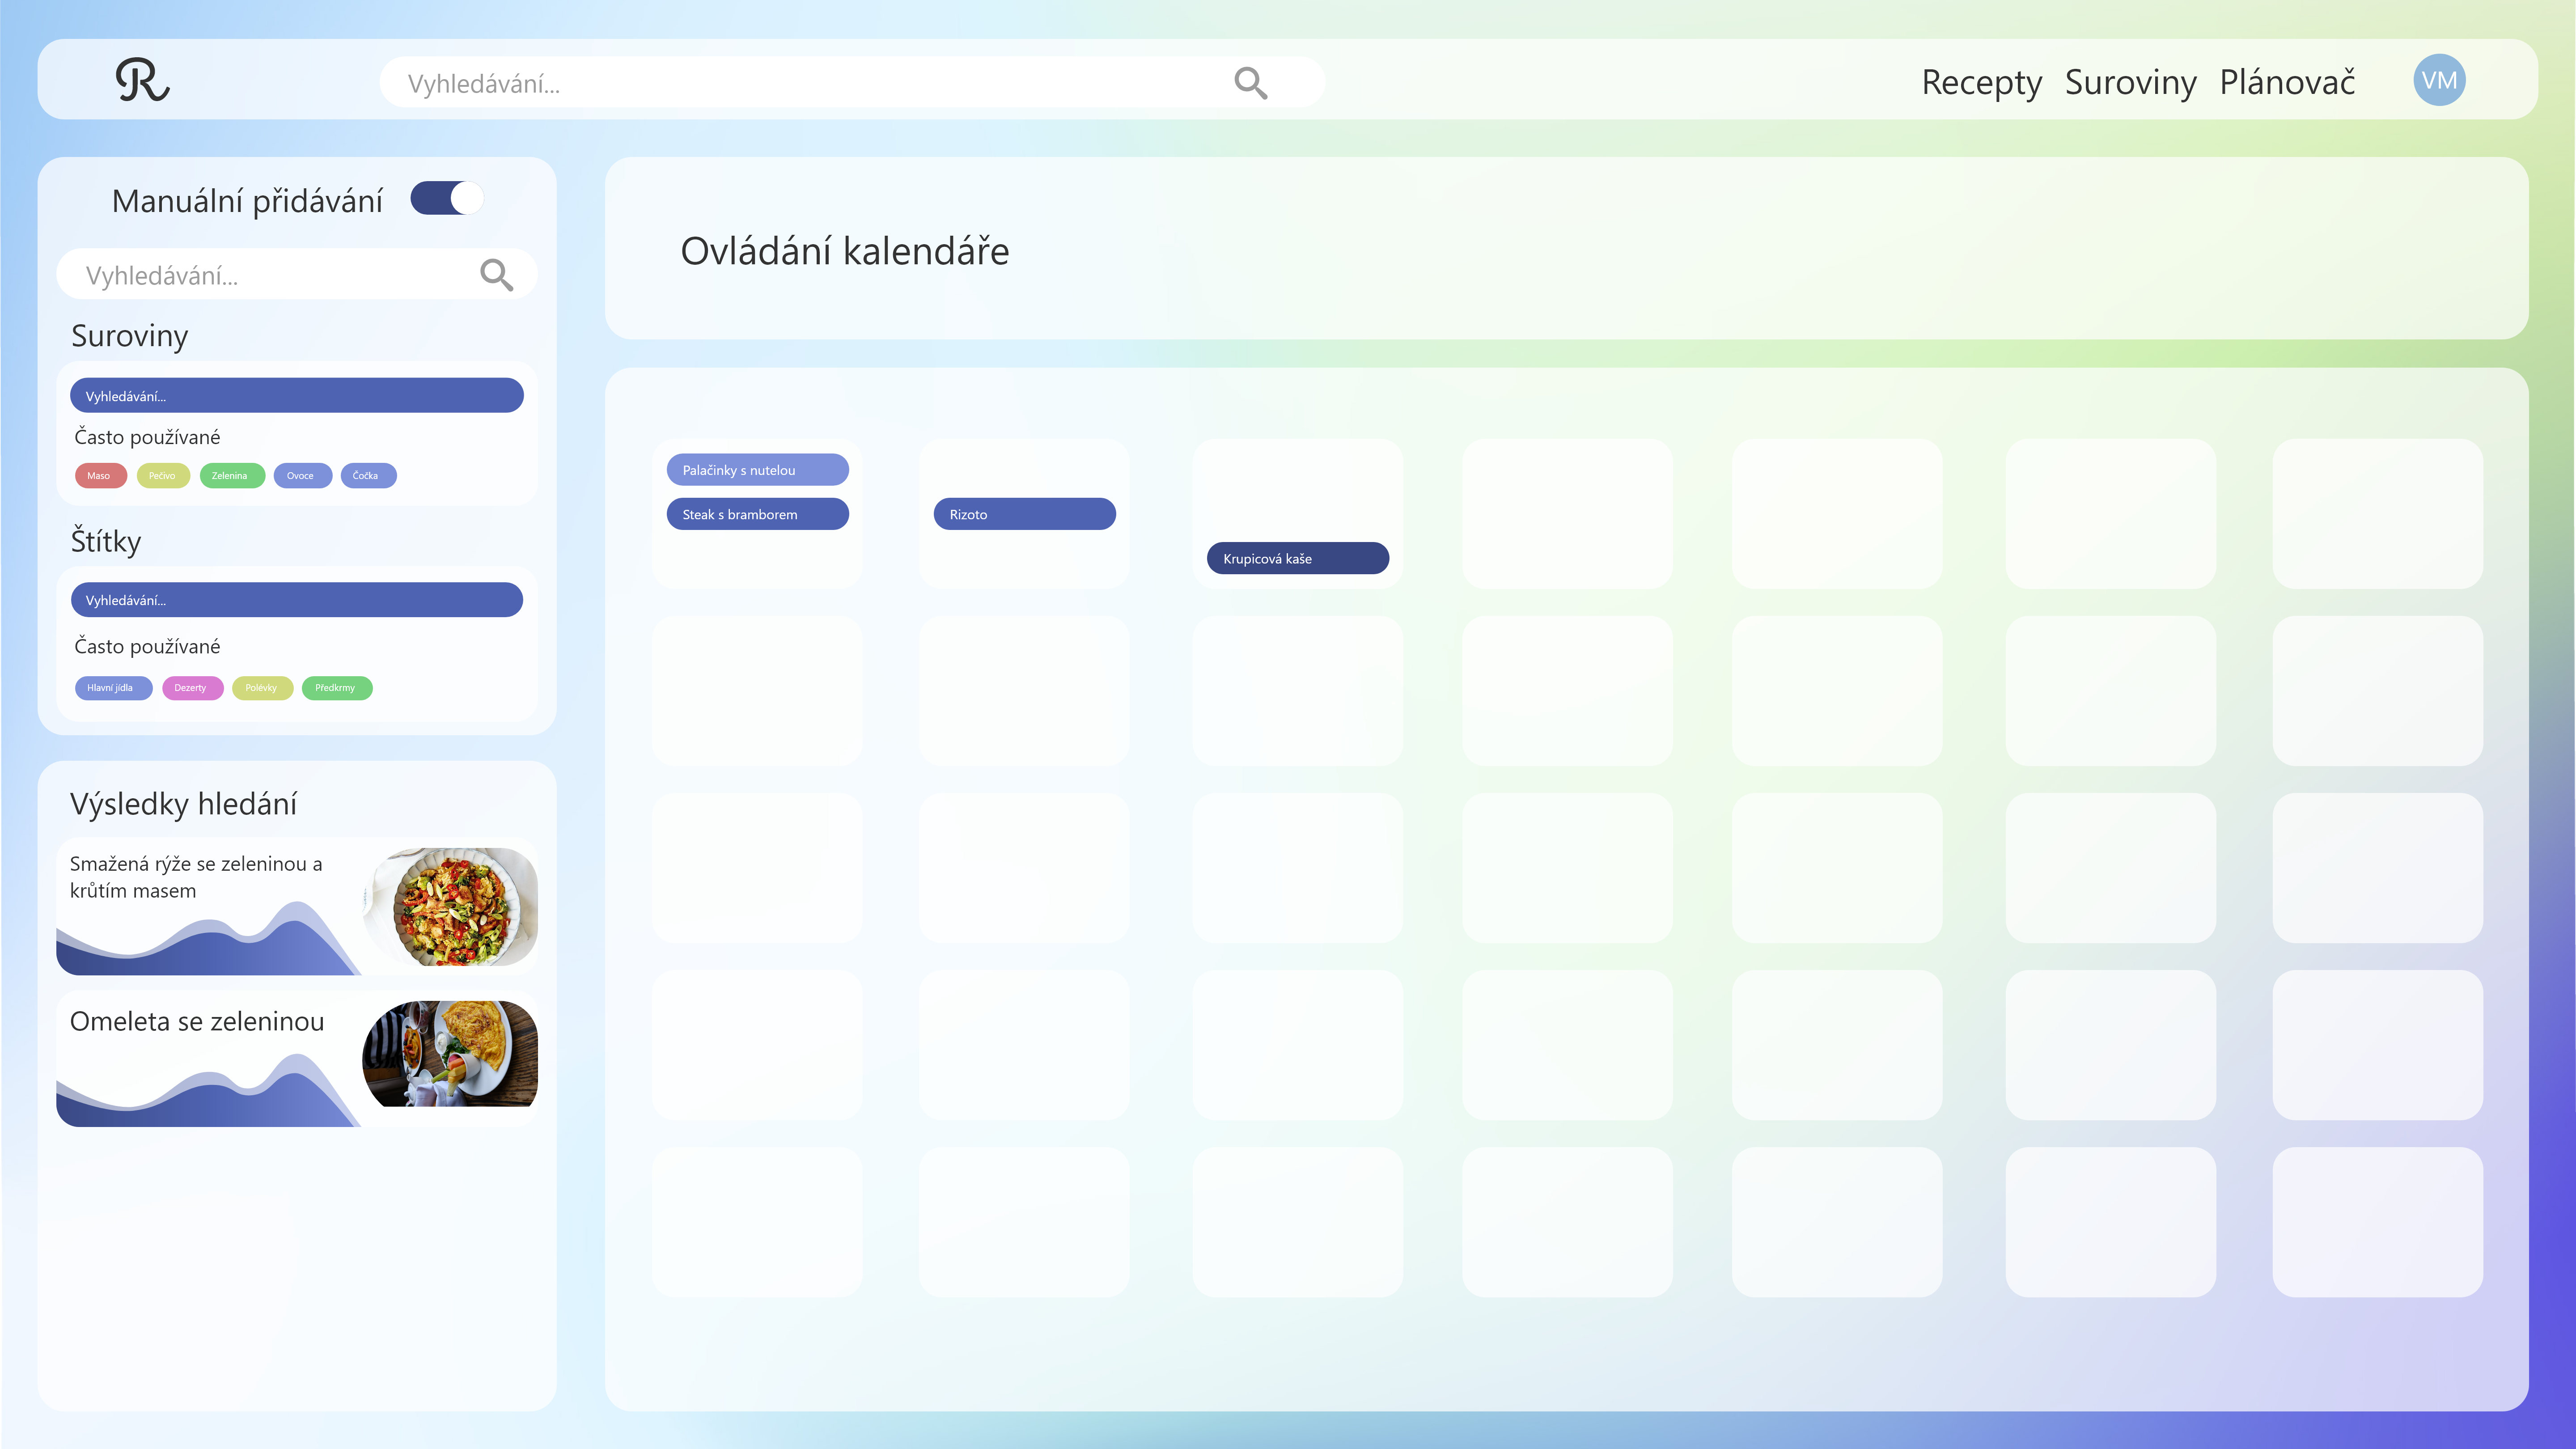 R
Vyhledávání...
Recepty Suroviny Plánovač
VM
Manuální přidávání
Vyhledávání...
Suroviny
Vyhledávání...
Často používané
Maso Pečivo Zelenina Ovoce Čočka
Štítky
Vyhledávání...
Často používané
Hlavní jídla Dezerty Polévky Předkrmy
Výsledky hledání
Smažená rýže se zeleninou a
krůtím masem
Omeleta se zeleninou
Ovládání kalendáře
Palačinky s nutelou
Steak s bramborem
Rizoto
Krupicová kaše